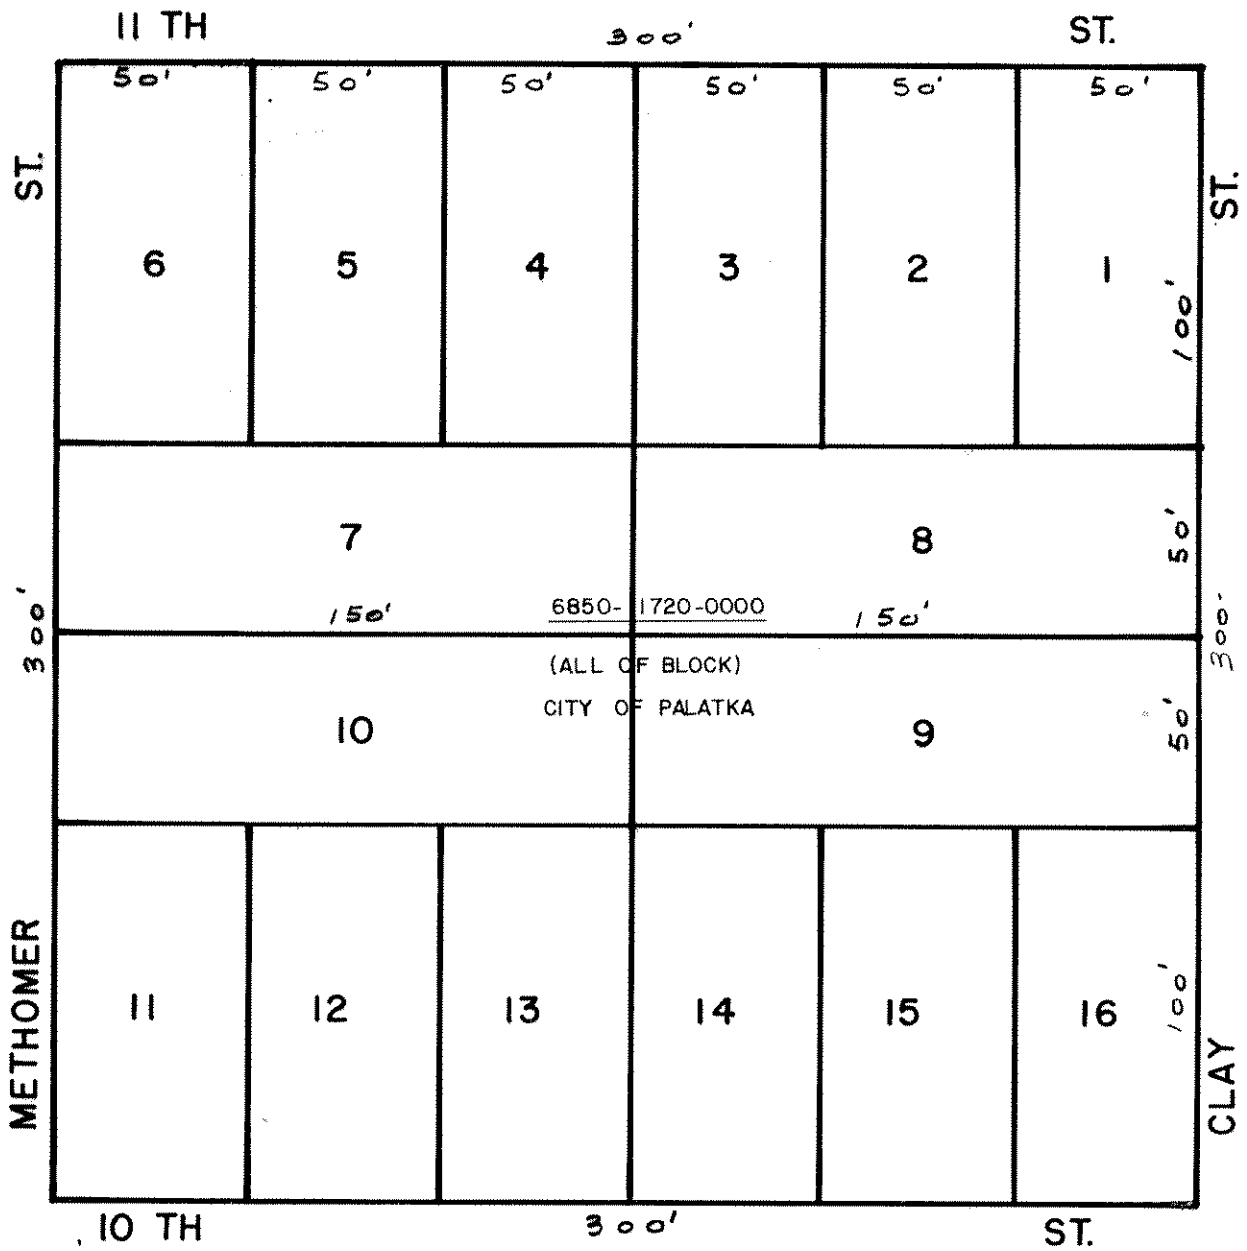 11 TH 300' ST.
50' 50' 50' 50' 50' 50'
ST.
ST.
6 5 4 3 2 1
100'
7 8
50'
150' 6850-1720-0000 150'
300'
300'
(ALL OF BLOCK)
CITY OF PALATKA
10 9
50'
11 12 13 14 15 16
100'
METHOMER
CLAY
10 TH 300' ST.